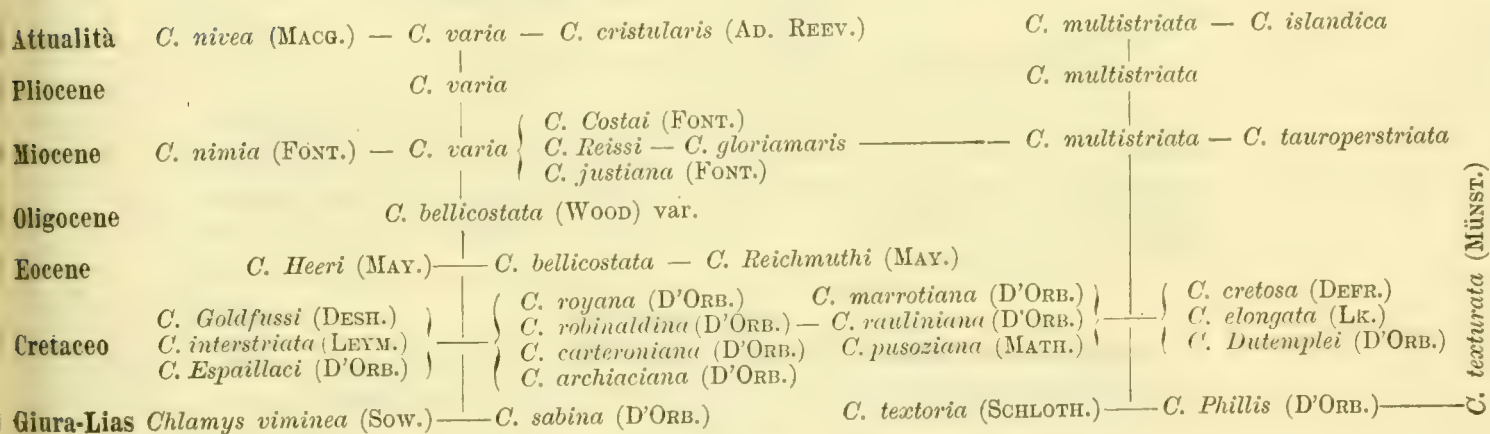 Attualità C. nivea (MACG.) — C. varia — C. cristularis (AD. REEV.) C. multistriata — C. islandica
Pliocene C. varia C. multistriata
C. Costai (FONT.)
Miocene C. nimia (FONT.) — C. varia C. Reissi — C. gloriamaris — C. multistriata — C. tauroperstriata
C. justiana (FONT.)
Oligocene C. bellicostata (WOOD) var.
Eocene C. Heeri (MAY.) — C. bellicostata — C. Reichmuthi (MAY.)
C. Goldfussi (DESH.) C. royana (D'ORB.) C. marrotiana (D'ORB.) C. cretosa (DEFR.)
Cretaceo C. interstriata (LEYM.) — C. robinaldina (D'ORB.) — C. rauliniana (D'ORB.) — C. elongata (LK.)
C. Espaillaci (D'ORB.) C. carteroniana (D'ORB.) C. pusoziana (MATH.) C. Dutemplei (D'ORB.)
C. archiaciana (D'ORB.)
Giura-Lias Chlamys viminea (SOW.) — C. sabina (D'ORB.) C. textoria (SCHLOTH.) — C. Phillis (D'ORB.) —
C. texturata (MÜNST.)